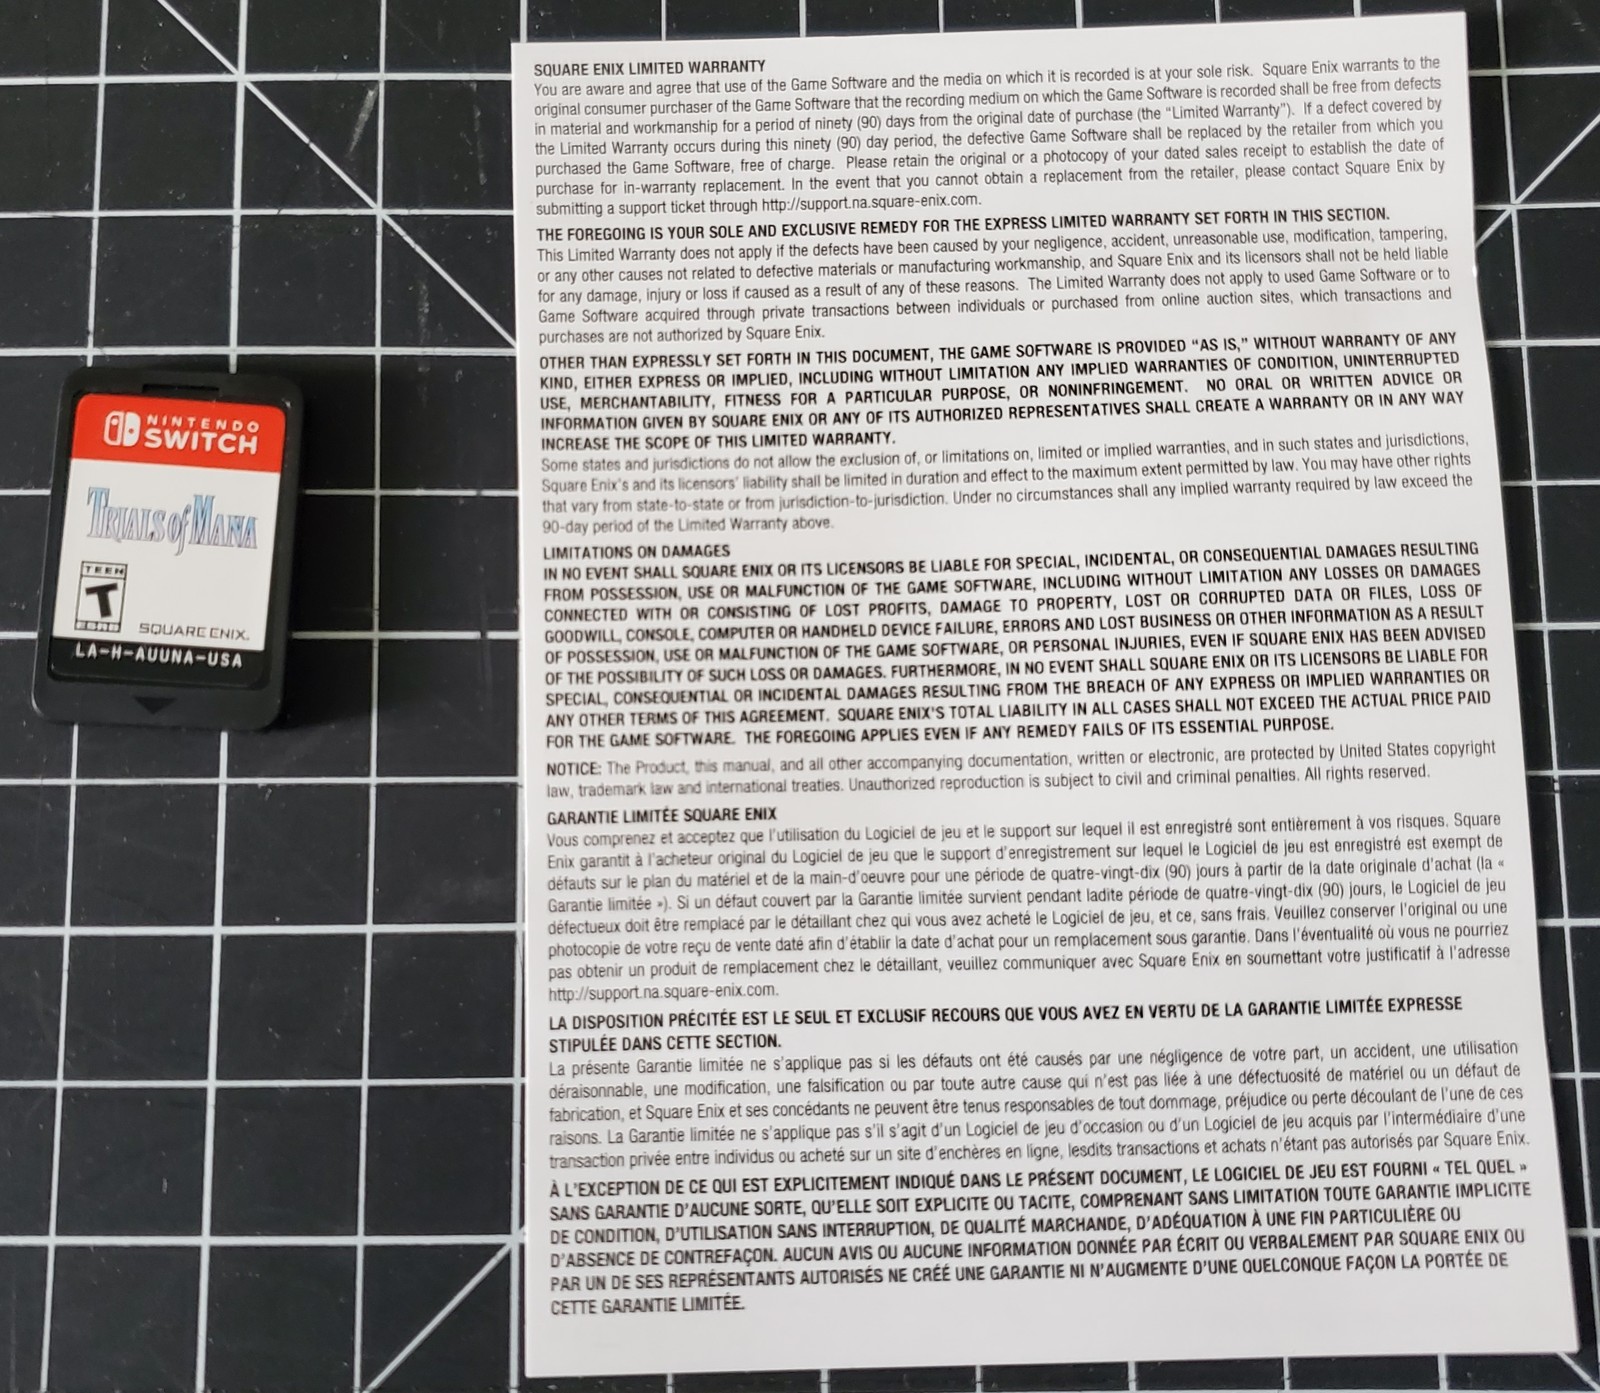 NINTENDO
SWITCH
TRIALS of MANA
TEEN
T
ESRB
SQUARE ENIX.
LA-H-AUUNA-USA
SQUARE ENIX LIMITED WARRANTY
You are aware and agree that use of the Game Software and the media on which it is recorded is at your sole risk. Square Enix warrants to the
original consumer purchaser of the Game Software that the recording medium on which the Game Software is recorded shall be free from defects
in material and workmanship for a period of ninety (90) days from the original date of purchase (the “Limited Warranty”). If a defect covered by
the Limited Warranty occurs during this ninety (90) day period, the defective Game Software shall be replaced by the retailer from which you
purchased the Game Software, free of charge. Please retain the original or a photocopy of your dated sales receipt to establish the date of
purchase for in-warranty replacement. In the event that you cannot obtain a replacement from the retailer, please contact Square Enix by
submitting a support ticket through http://support.na.square-enix.com.
THE FOREGOING IS YOUR SOLE AND EXCLUSIVE REMEDY FOR THE EXPRESS LIMITED WARRANTY SET FORTH IN THIS SECTION.
This Limited Warranty does not apply if the defects have been caused by your negligence, accident, unreasonable use, modification, tampering,
or any other causes not related to defective materials or manufacturing workmanship, and Square Enix and its licensors shall not be held liable
for any damage, injury or loss if caused as a result of any of these reasons. The Limited Warranty does not apply to used Game Software or to
Game Software acquired through private transactions between individuals or purchased from online auction sites, which transactions and
purchases are not authorized by Square Enix.
OTHER THAN EXPRESSLY SET FORTH IN THIS DOCUMENT, THE GAME SOFTWARE IS PROVIDED “AS IS,” WITHOUT WARRANTY OF ANY
KIND, EITHER EXPRESS OR IMPLIED, INCLUDING WITHOUT LIMITATION ANY IMPLIED WARRANTIES OF CONDITION, UNINTERRUPTED
USE, MERCHANTABILITY, FITNESS FOR A PARTICULAR PURPOSE, OR NONINFRINGEMENT. NO ORAL OR WRITTEN ADVICE OR
INFORMATION GIVEN BY SQUARE ENIX OR ANY OF ITS AUTHORIZED REPRESENTATIVES SHALL CREATE A WARRANTY OR IN ANY WAY
INCREASE THE SCOPE OF THIS LIMITED WARRANTY.
Some states and jurisdictions do not allow the exclusion of, or limitations on, limited or implied warranties, and in such states and jurisdictions,
Square Enix's and its licensors' liability shall be limited in duration and effect to the maximum extent permitted by law. You may have other rights
that vary from state-to-state or from jurisdiction-to-jurisdiction. Under no circumstances shall any implied warranty required by law exceed the
90-day period of the Limited Warranty above.
LIMITATIONS ON DAMAGES
IN NO EVENT SHALL SQUARE ENIX OR ITS LICENSORS BE LIABLE FOR SPECIAL, INCIDENTAL, OR CONSEQUENTIAL DAMAGES RESULTING
FROM POSSESSION, USE OR MALFUNCTION OF THE GAME SOFTWARE, INCLUDING WITHOUT LIMITATION ANY LOSSES OR DAMAGES
CONNECTED WITH OR CONSISTING OF LOST PROFITS, DAMAGE TO PROPERTY, LOST OR CORRUPTED DATA OR FILES, LOSS OF
GOODWILL, CONSOLE, COMPUTER OR HANDHELD DEVICE FAILURE, ERRORS AND LOST BUSINESS OR OTHER INFORMATION AS A RESULT
OF POSSESSION, USE OR MALFUNCTION OF THE GAME SOFTWARE, OR PERSONAL INJURIES, EVEN IF SQUARE ENIX HAS BEEN ADVISED
OF THE POSSIBILITY OF SUCH LOSS OR DAMAGES. FURTHERMORE, IN NO EVENT SHALL SQUARE ENIX OR ITS LICENSORS BE LIABLE FOR
SPECIAL, CONSEQUENTIAL OR INCIDENTAL DAMAGES RESULTING FROM THE BREACH OF ANY EXPRESS OR IMPLIED WARRANTIES OR
ANY OTHER TERMS OF THIS AGREEMENT. SQUARE ENIX'S TOTAL LIABILITY IN ALL CASES SHALL NOT EXCEED THE ACTUAL PRICE PAID
FOR THE GAME SOFTWARE. THE FOREGOING APPLIES EVEN IF ANY REMEDY FAILS OF ITS ESSENTIAL PURPOSE.
NOTICE: The Product, this manual, and all other accompanying documentation, written or electronic, are protected by United States copyright
law, trademark law and international treaties. Unauthorized reproduction is subject to civil and criminal penalties. All rights reserved.
GARANTIE LIMITÉE SQUARE ENIX
Vous comprenez et acceptez que l'utilisation du Logiciel de jeu et le support sur lequel il est enregistré sont entièrement à vos risques. Square
Enix garantit à l'acheteur original du Logiciel de jeu que le support d'enregistrement sur lequel le Logiciel de jeu est enregistré est exempt de
défauts sur le plan du matériel et de la main-d'oeuvre pour une période de quatre-vingt-dix (90) jours à partir de la date originale d'achat (la «
Garantie limitée »). Si un défaut couvert par la Garantie limitée survient pendant ladite période de quatre-vingt-dix (90) jours, le Logiciel de jeu
défectueux doit être remplacé par le détaillant chez qui vous avez acheté le Logiciel de jeu, et ce, sans frais. Veuillez conserver l'original ou une
photocopie de votre reçu de vente daté afin d'établir la date d'achat pour un remplacement sous garantie. Dans l'éventualité où vous ne pourriez
pas obtenir un produit de remplacement chez le détaillant, veuillez communiquer avec Square Enix en soumettant votre justificatif à l'adresse
http://support.na.square-enix.com.
LA DISPOSITION PRÉCITÉE EST LE SEUL ET EXCLUSIF RECOURS QUE VOUS AVEZ EN VERTU DE LA GARANTIE LIMITÉE EXPRESSE
STIPULÉE DANS CETTE SECTION.
La présente Garantie limitée ne s'applique pas si les défauts ont été causés par une négligence de votre part, un accident, une utilisation
déraisonnable, une modification, une falsification ou par toute autre cause qui n'est pas liée à une défectuosité de matériel ou un défaut de
fabrication, et Square Enix et ses concédants ne peuvent être tenus responsables de tout dommage, préjudice ou perte découlant de l'une de ces
raisons. La Garantie limitée ne s'applique pas s'il s'agit d'un Logiciel de jeu d'occasion ou d'un Logiciel de jeu acquis par l'intermédiaire d'une
transaction privée entre individus ou acheté sur un site d'enchères en ligne, lesdits transactions et achats n'étant pas autorisés par Square Enix.
À L'EXCEPTION DE CE QUI EST EXPLICITEMENT INDIQUÉ DANS LE PRÉSENT DOCUMENT, LE LOGICIEL DE JEU EST FOURNI « TEL QUEL »
SANS GARANTIE D'AUCUNE SORTE, QU'ELLE SOIT EXPLICITE OU TACITE, COMPRENANT SANS LIMITATION TOUTE GARANTIE IMPLICITE
DE CONDITION, D'UTILISATION SANS INTERRUPTION, DE QUALITÉ MARCHANDE, D'ADÉQUATION À UNE FIN PARTICULIÈRE OU
D'ABSENCE DE CONTREFAÇON. AUCUN AVIS OU AUCUNE INFORMATION DONNÉE PAR ÉCRIT OU VERBALEMENT PAR SQUARE ENIX OU
PAR UN DE SES REPRÉSENTANTS AUTORISÉS NE CRÉÉ UNE GARANTIE NI N'AUGMENTE D'UNE QUELCONQUE FAÇON LA PORTÉE DE
CETTE GARANTIE LIMITÉE.